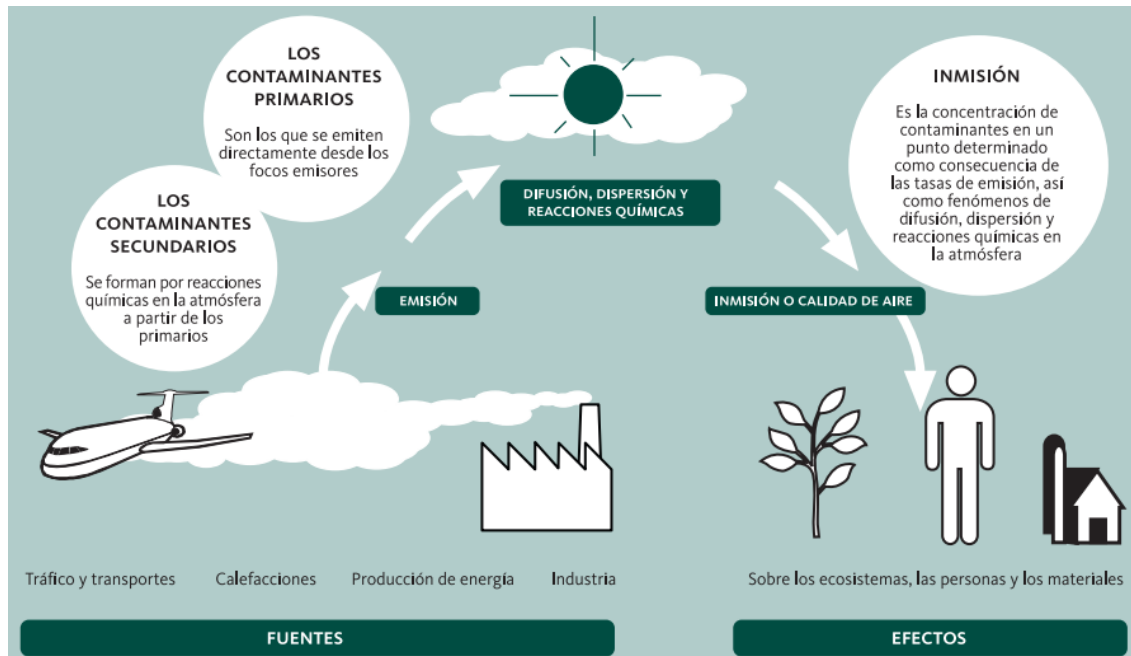 LOS
CONTAMINANTES
PRIMARIOS
Son los que se emiten
directamente desde los
focos emisores
LOS
CONTAMINANTES
SECUNDARIOS
Se forman por reacciones
químicas en la atmósfera
a partir de los
primarios
DIFUSIÓN, DISPERSIÓN Y
REACCIONES QUÍMICAS
EMISIÓN
INMISIÓN
Es la concentración de
contaminantes en un
punto determinado
como consecuencia de
las tasas de emisión, así
como fenómenos de
difusión, dispersión y
reacciones químicas en
la atmósfera
INMISIÓN O CALIDAD DE AIRE
Tráfico y transportes
Calefacciones
Producción de energía
Industria
Sobre los ecosistemas, las personas y los materiales
FUENTES
EFECTOS